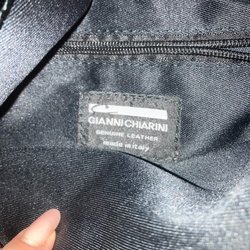 GIANNI CHIARINI
GENUINE LEATHER
made in italy